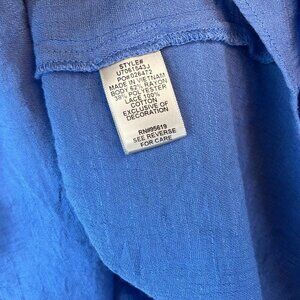 STYLE#
UT061543J
PO#026472
MADE IN VIETNAM
BODY 62% RAYON
38% POLYESTER
LACE 100%
COTTON
EXCLUSIVE OF
DECORATION
RN#95619
SEE REVERSE
FOR CARE